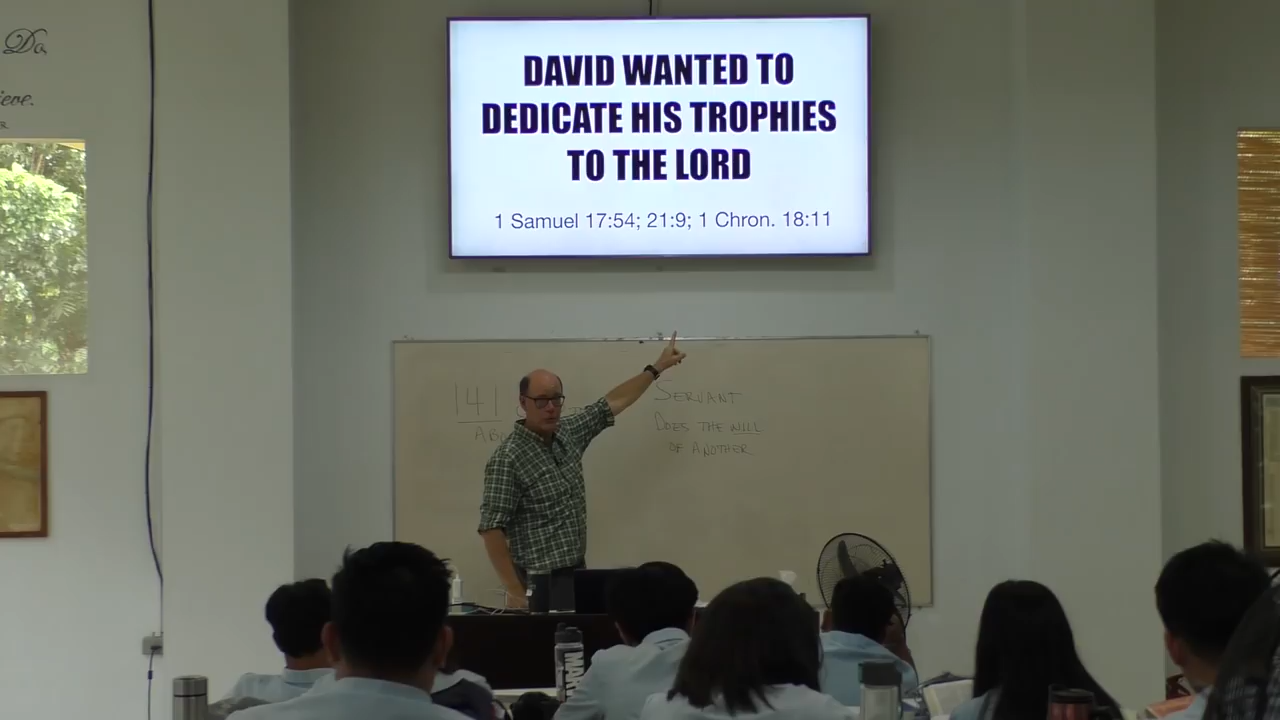 Do,
DAVID WANTED TO
DEDICATE HIS TROPHIES
TO THE LORD
1 Samuel 17:54; 21:9; 1 Chron. 18:11
141
SERVANT
DOES THE WILL
OF ANOTHER